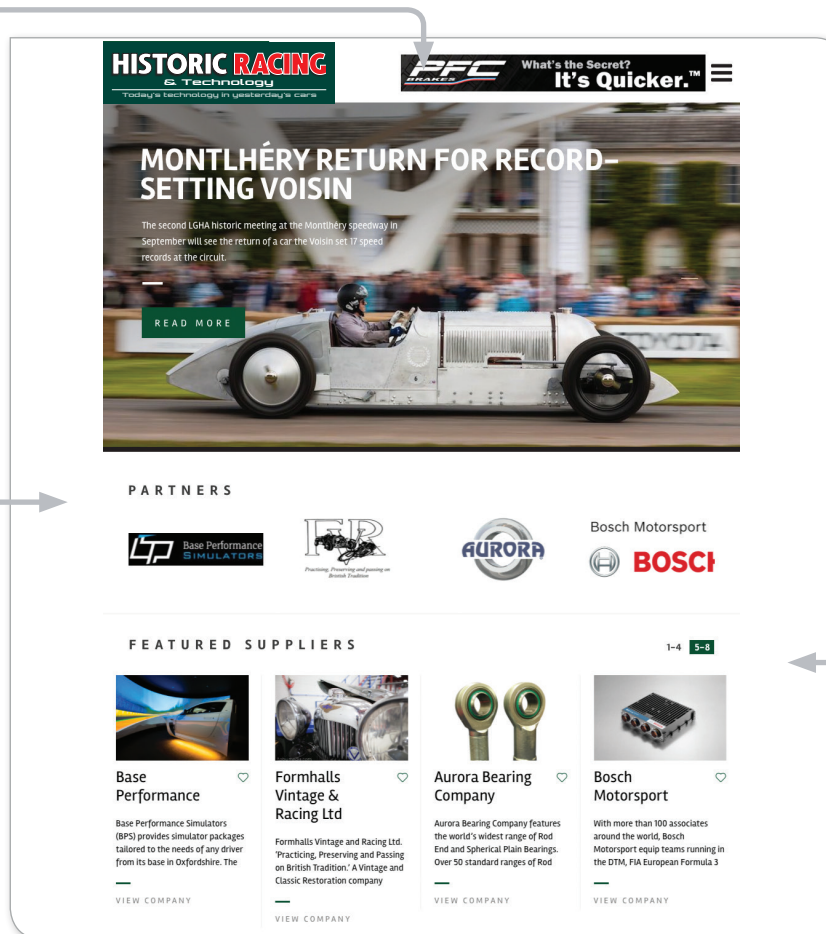 HISTORIC RACING
& Technology
Today's technology in yesterday's cars
PFC
BRAKES
What's the Secret?
It's Quicker.™
MONTLHÉRY RETURN FOR RECORD-
SETTING VOISIN
The second LGHA historic meeting at the Montlhéry speedway in
September will see the return of a car the Voisin set 17 speed
records at the circuit.
READ MORE
TOYOTA
PARTNERS
Base Performance
SIMULATORS
FR
Practising, Preserving and passing on
British Tradition
AURORA
Bosch Motorsport
BOSCH
FEATURED SUPPLIERS
1-4 5-8
Base
Performance
Base Performance Simulators
(BPS) provides simulator packages
tailored to the needs of any driver
from its base in Oxfordshire. The
VIEW COMPANY
Formhalls
Vintage &
Racing Ltd
Formhalls Vintage and Racing Ltd.
'Practicing, Preserving and Passing
on British Tradition.' A Vintage and
Classic Restoration company
VIEW COMPANY
Aurora Bearing
Company
Aurora Bearing Company features
the world's widest range of Rod
End and Spherical Plain Bearings.
Over 50 standard ranges of Rod
VIEW COMPANY
Bosch
Motorsport
With more than 100 associates
around the world, Bosch
Motorsport equip teams running in
the DTM, FIA European Formula 3
VIEW COMPANY